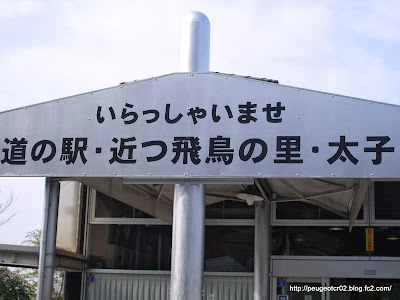 いらっしゃいませ
道の駅・近つ飛鳥の里・太子
http://peugeotcr02.blog.fc2.com/